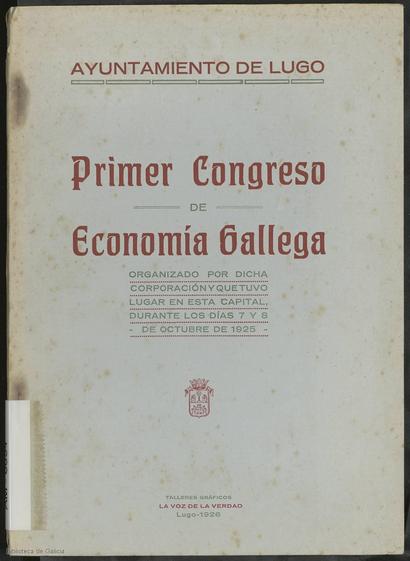 AYUNTAMIENTO DE LUGO
Primer Congreso
DE
Economía Gallega
ORGANIZADO POR DICHA
CORPORACIÓN Y QUE TUVO
LUGAR EN ESTA CAPITAL,
DURANTE LOS DÍAS 7 Y 8
- DE OCTUBRE DE 1925 -
TALLERES GRÁFICOS
LA VOZ DE LA VERDAD
Lugo-1926
Biblioteca de Galicia